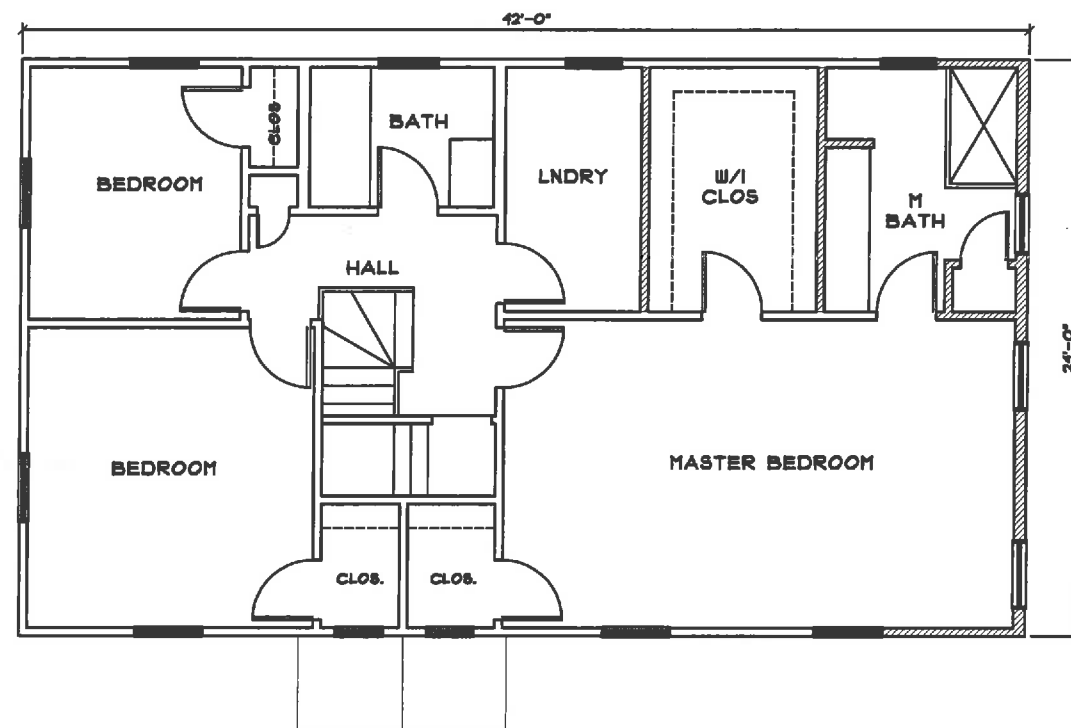 42'-0"
CLOS
BATH
BEDROOM
LNDRY
W/I
CLOS
M
BATH
HALL
24'-0"
BEDROOM
MASTER BEDROOM
CLOS.
CLOS.